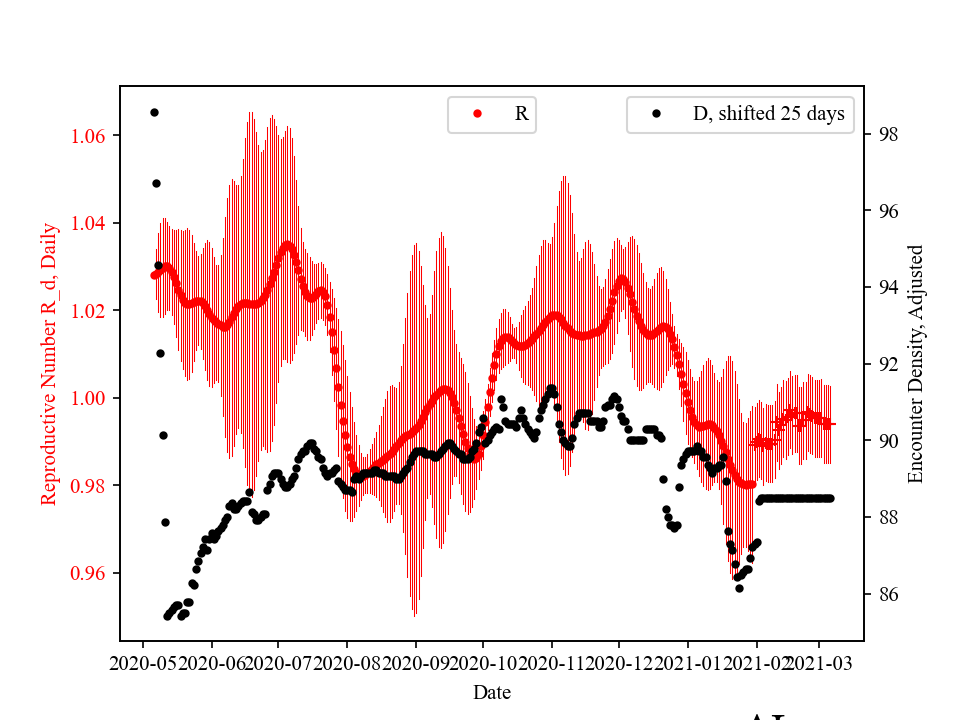 R
D, shifted 25 days
1.06
1.04
1.02
1.00
0.98
0.96
Reproductive Number R_d, Daily
98
96
94
92
90
88
86
Encounter Density, Adjusted
2020-05 2020-06 2020-07 2020-08 2020-09 2020-10 2020-11 2020-12 2021-01 2021-02 2021-03
Date